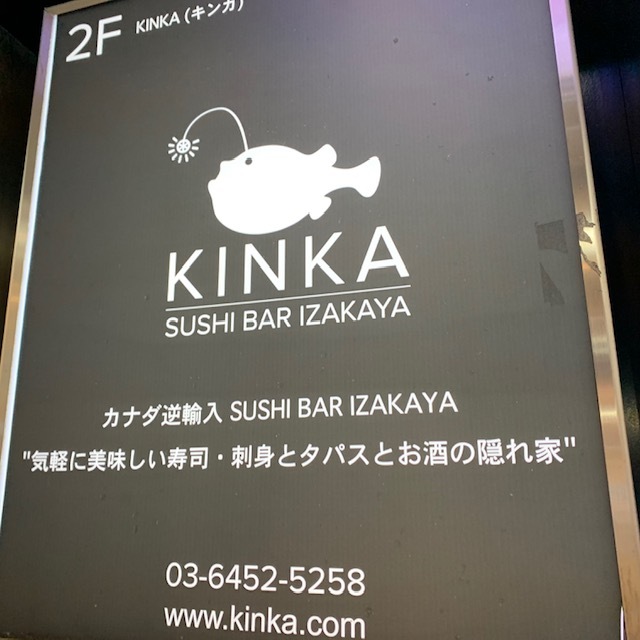 2F KINKA (キンカ)
KINKA
SUSHI BAR IZAKAYA
カナダ逆輸入 SUSHI BAR IZAKAYA
"気軽に美味しい寿司・刺身とタパスとお酒の隠れ家"
03-6452-5258
www.kinka.com